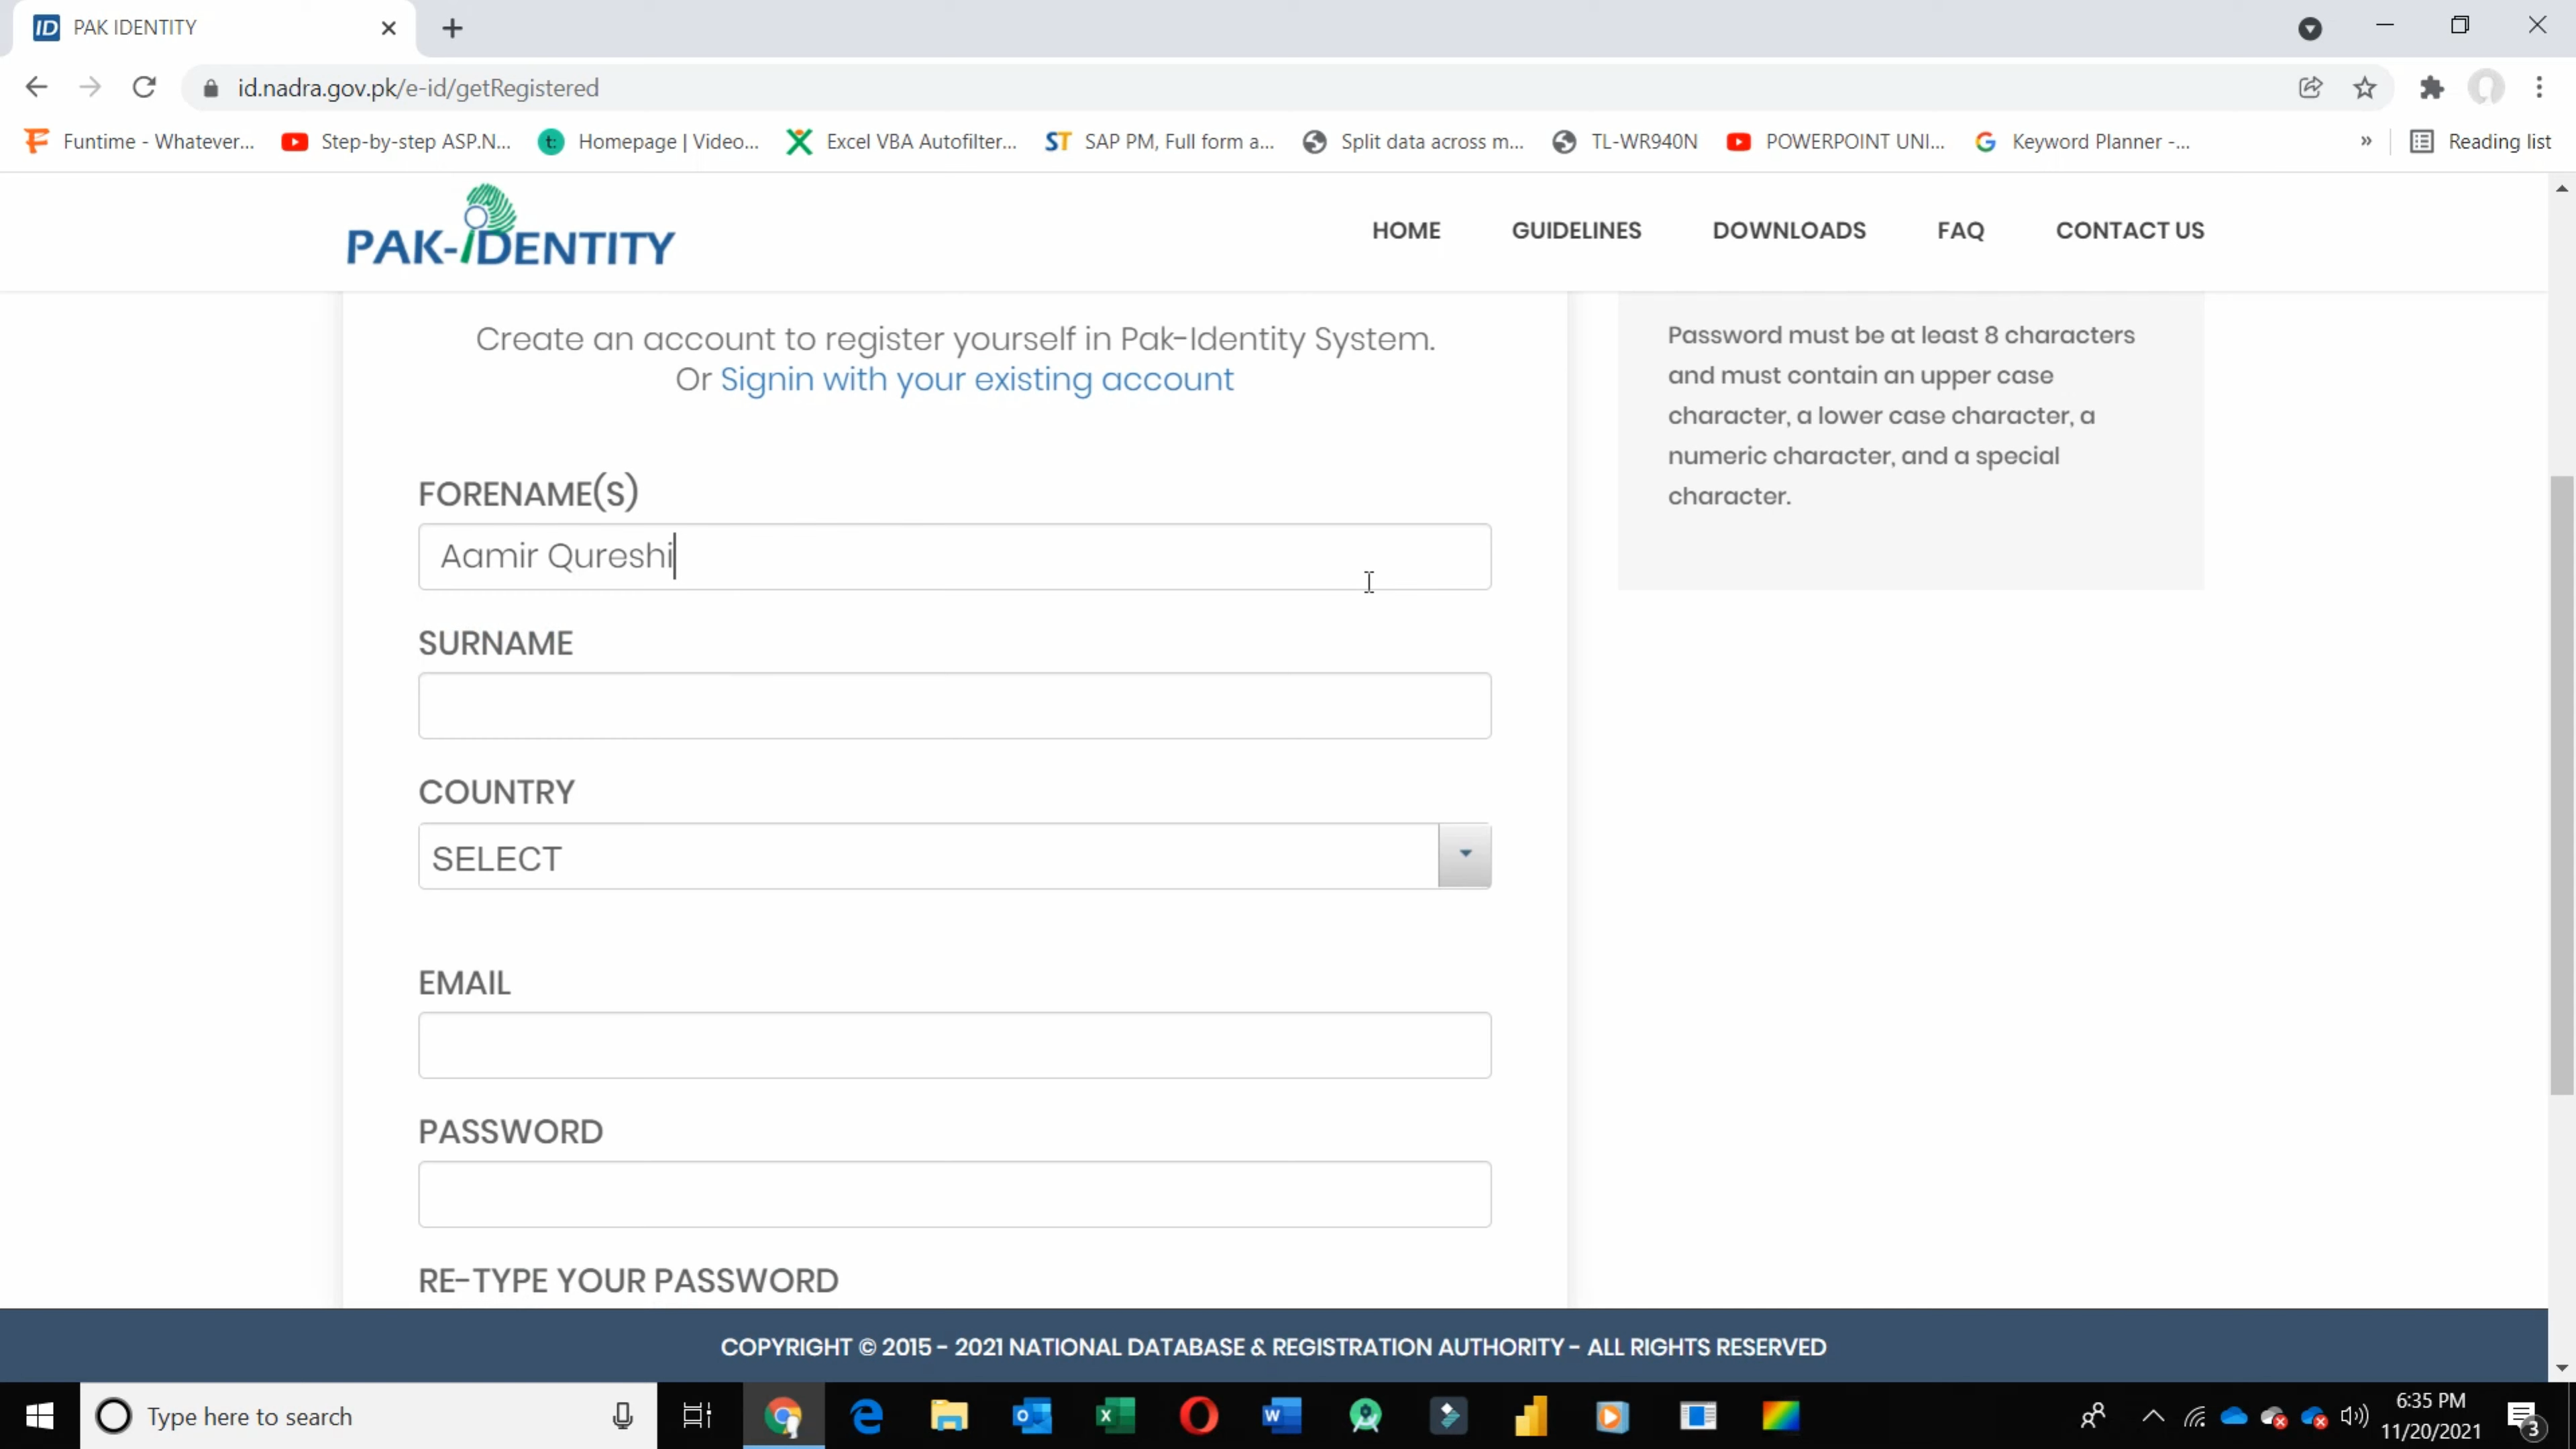 PAK IDENTITY
id.nadra.gov.pk/e-id/getRegistered
Funtime - Whatever... Step-by-step ASP.N... Homepage | Video... Excel VBA Autofilter... SAP PM, Full form a... Split data across m... TL-WR940N POWERPOINT UNI... Keyword Planner -... » Reading list
PAK-IDENTITY
HOME GUIDELINES DOWNLOADS FAQ CONTACT US
Create an account to register yourself in Pak-Identity System.
Or Signin with your existing account
Password must be at least 8 characters
and must contain an upper case
character, a lower case character, a
numeric character, and a special
character.
FORENAME(S)
Aamir Qureshi
SURNAME
COUNTRY
SELECT
EMAIL
PASSWORD
RE-TYPE YOUR PASSWORD
COPYRIGHT © 2015 - 2021 NATIONAL DATABASE & REGISTRATION AUTHORITY - ALL RIGHTS RESERVED
Type here to search
6:35 PM
11/20/2021
3